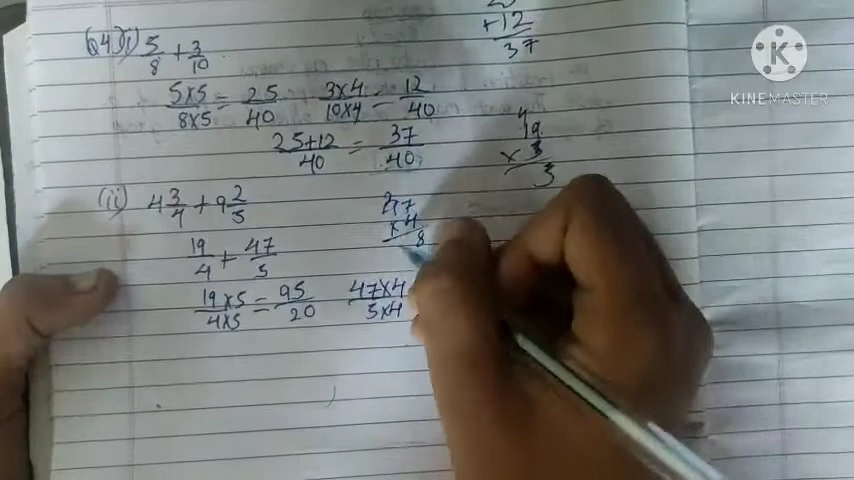 Q4) i) 5/8 + 3/10
5×5/8×5 = 25/40 3×4/10×4 = 12/40
25+12/40 = 37/40
+12
37
4
19
×
3
(ii) 4 3/4 + 9 2/5
19/4 + 47/5
19×5/4×5 = 95/20 47×4/5×4
2
47
×4
8
KINEMASTER